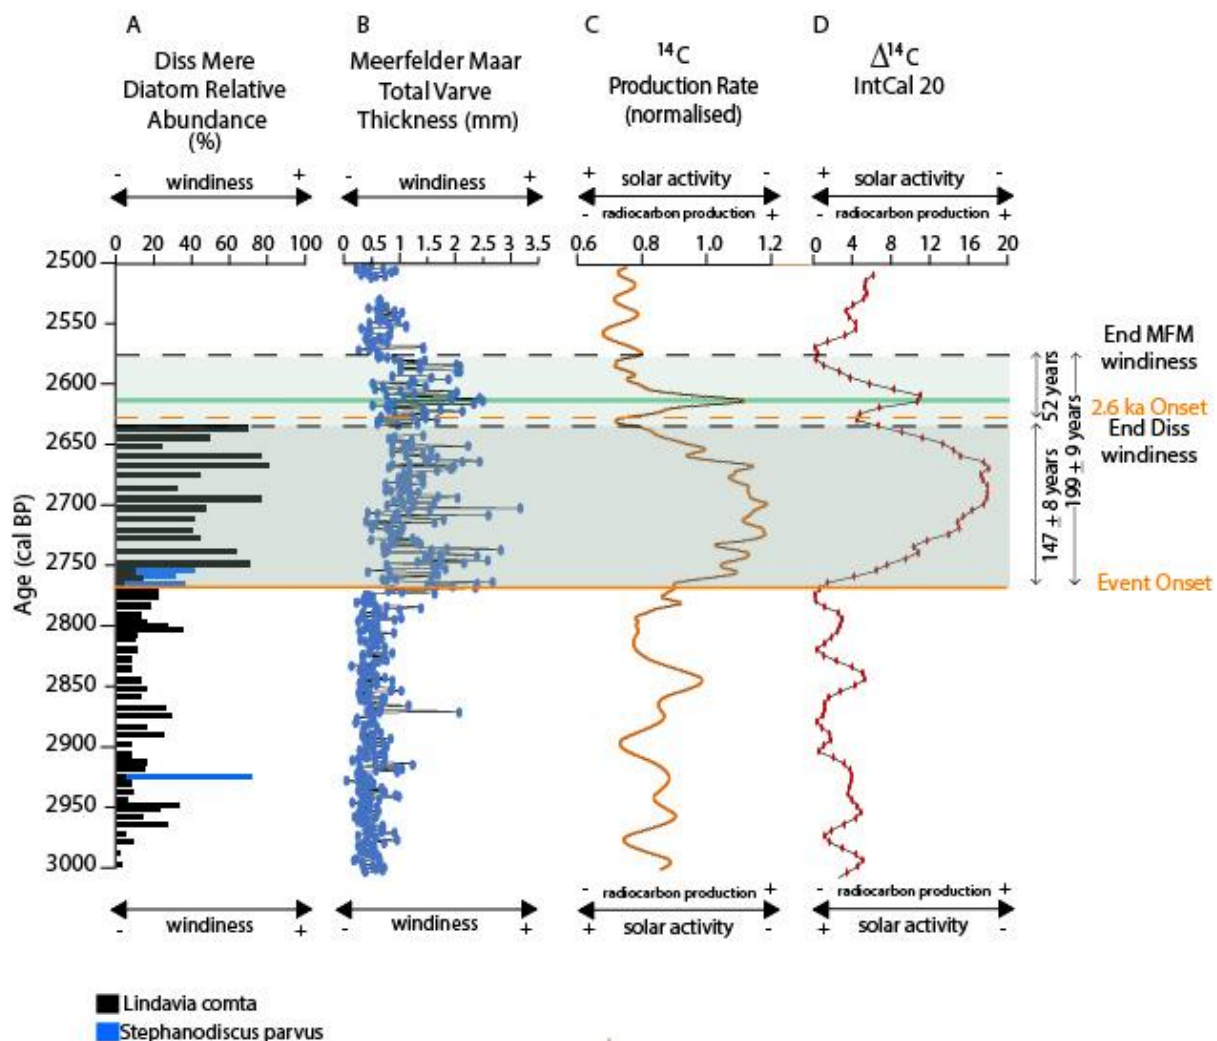 A
B
C
D
Diss Mere
Diatom Relative
Abundance
(%)
Meerfelder Maar
Total Varve
Thickness (mm)
¹⁴C
Production Rate
(normalised)
Δ¹⁴C
IntCal 20
- windiness +
- windiness +
+ solar activity -
- radiocarbon production +
+ solar activity -
- radiocarbon production +
0 20 40 60 80 100
0 0.5 1 1.5 2 2.5 3 3.5
0.6 0.8 1.0 1.2
0 4 8 12 16 20
Age (cal BP)
2500
2550
2600
2650
2700
2750
2800
2850
2900
2950
3000
End MFM
windiness
2.6 ka Onset
End Diss
windiness
Event Onset
52 years
147 ± 8 years
199 ± 9 years
- windiness +
- windiness +
- radiocarbon production +
+ solar activity -
- radiocarbon production +
+ solar activity -
Lindavia comta
Stephanodiscus parvus